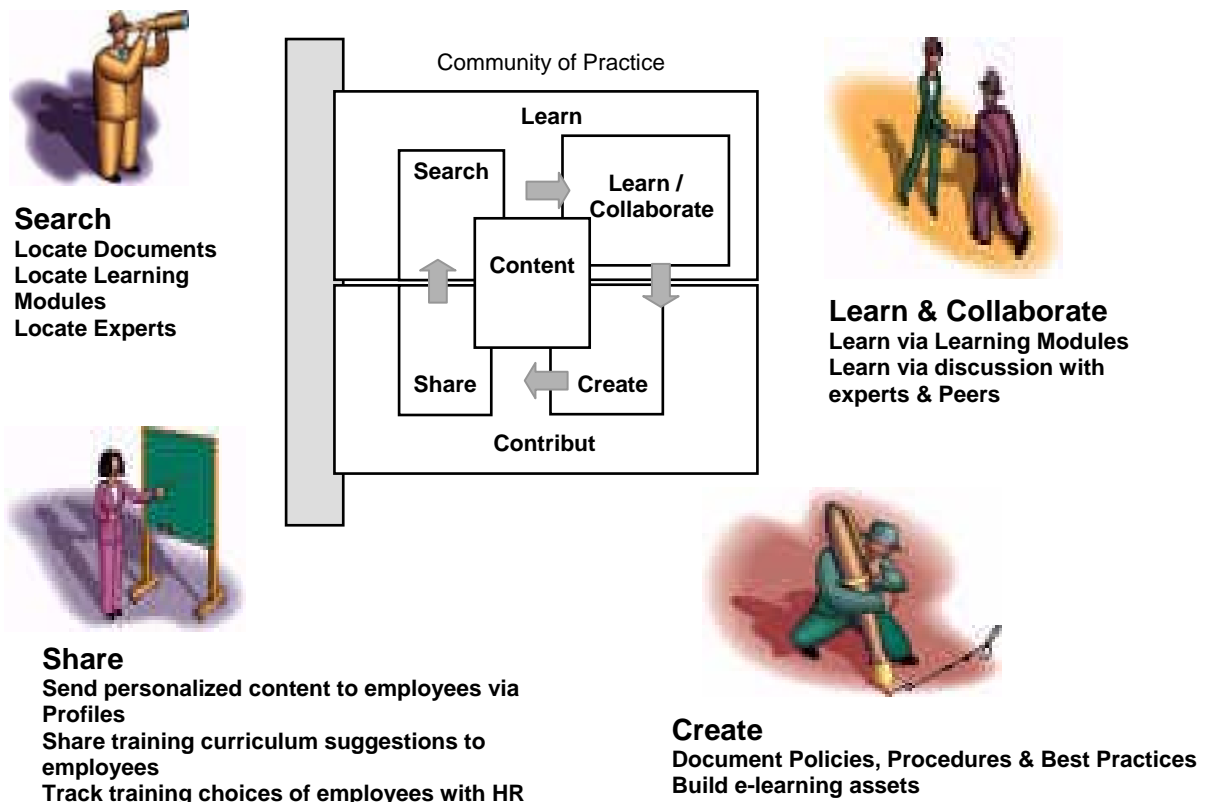 Community of Practice
Learn
Search
Learn /
Collaborate
Content
Share
Create
Contribut
Search
Locate Documents
Locate Learning
Modules
Locate Experts
Learn & Collaborate
Learn via Learning Modules
Learn via discussion with
experts & Peers
Share
Send personalized content to employees via
Profiles
Share training curriculum suggestions to
employees
Track training choices of employees with HR
Create
Document Policies, Procedures & Best Practices
Build e-learning assets